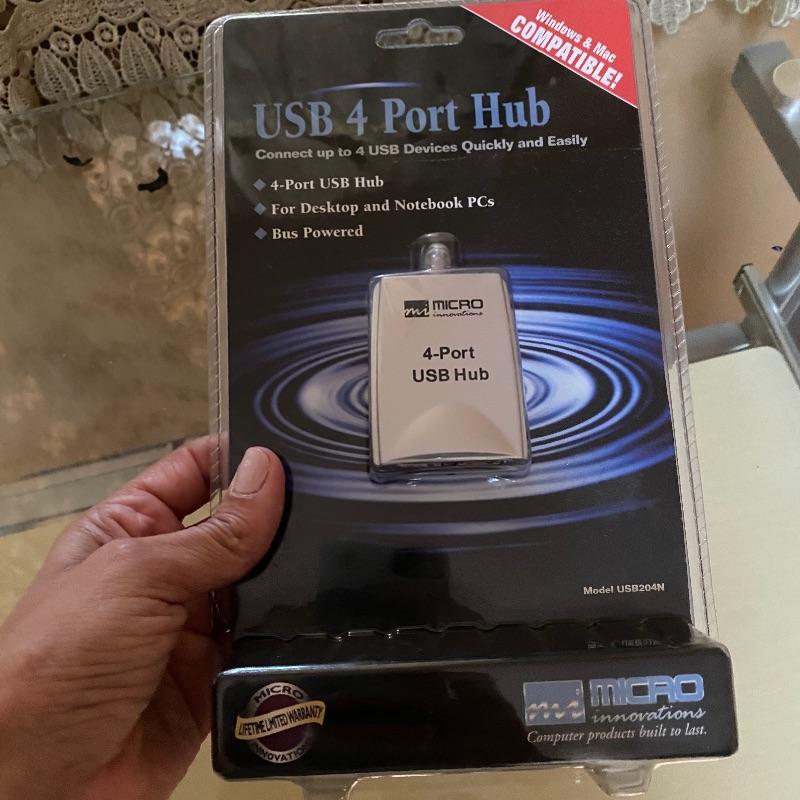 Windows & Mac
COMPATIBLE!
USB 4 Port Hub
Connect up to 4 USB Devices Quickly and Easily
4-Port USB Hub
For Desktop and Notebook PCs
Bus Powered
mi MICRO
innovations
4-Port
USB Hub
Model USB204N
MICRO
LIFETIME LIMITED WARRANTY
INNOVATIONS
mi MICRO
innovations
Computer products built to last.